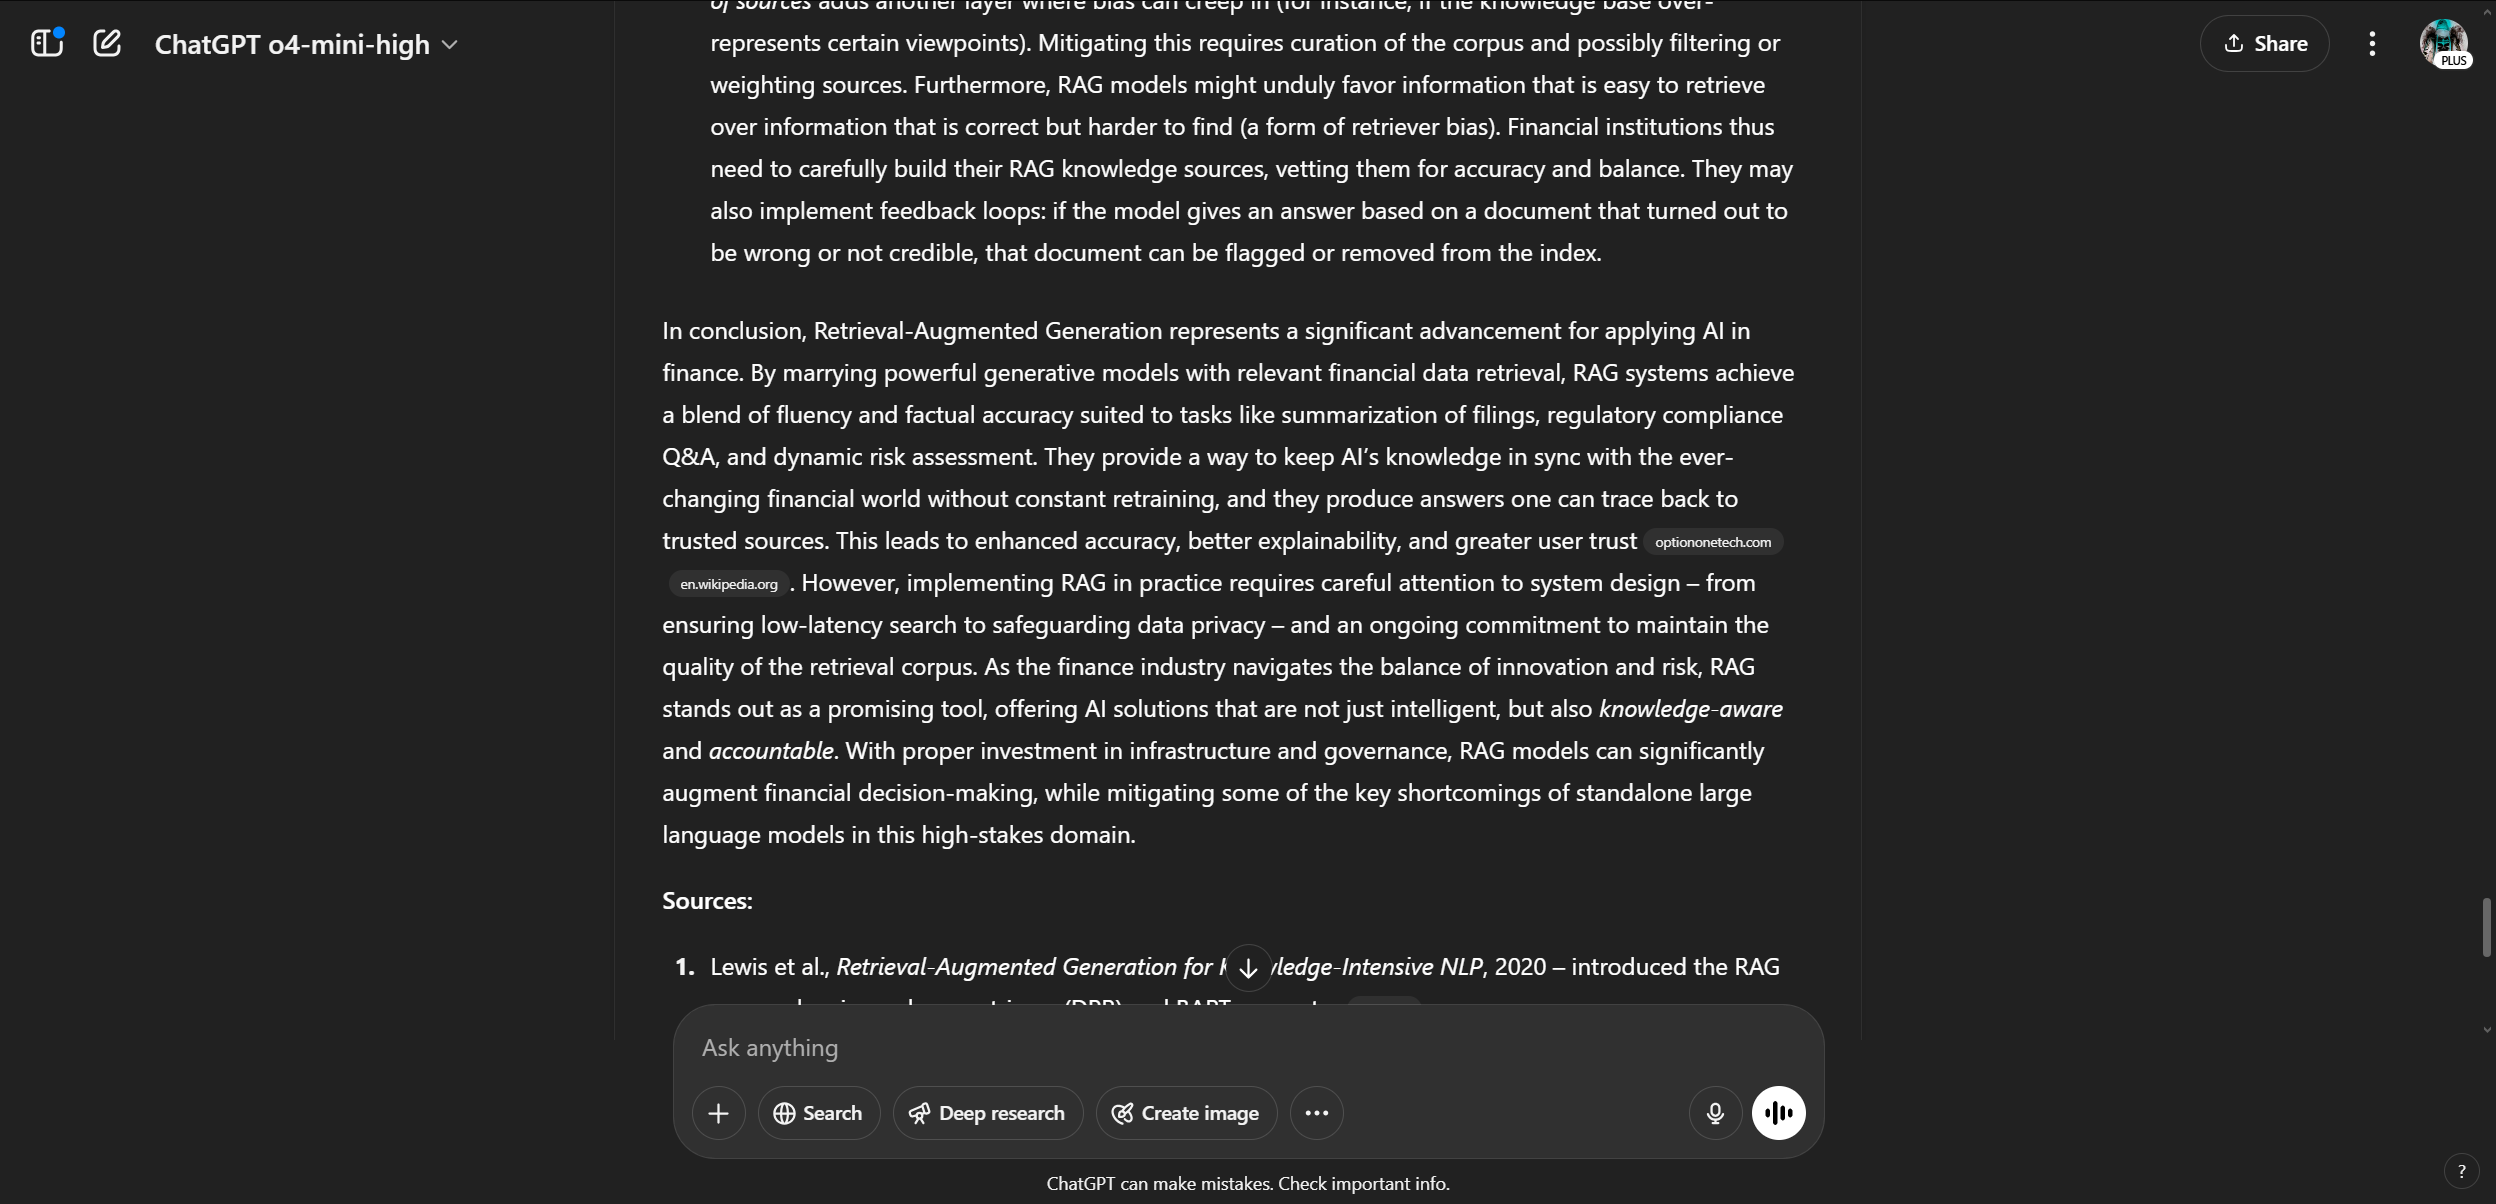 of sources adds another layer where bias can creep in (for instance, if the knowledge base over-
ChatGPT o4-mini-high
Share
PLUS
represents certain viewpoints). Mitigating this requires curation of the corpus and possibly filtering or
weighting sources. Furthermore, RAG models might unduly favor information that is easy to retrieve
over information that is correct but harder to find (a form of retriever bias). Financial institutions thus
need to carefully build their RAG knowledge sources, vetting them for accuracy and balance. They may
also implement feedback loops: if the model gives an answer based on a document that turned out to
be wrong or not credible, that document can be flagged or removed from the index.
In conclusion, Retrieval-Augmented Generation represents a significant advancement for applying AI in
finance. By marrying powerful generative models with relevant financial data retrieval, RAG systems achieve
a blend of fluency and factual accuracy suited to tasks like summarization of filings, regulatory compliance
Q&A, and dynamic risk assessment. They provide a way to keep AI’s knowledge in sync with the ever-
changing financial world without constant retraining, and they produce answers one can trace back to
trusted sources. This leads to enhanced accuracy, better explainability, and greater user trust optiononetech.com
en.wikipedia.org . However, implementing RAG in practice requires careful attention to system design – from
ensuring low-latency search to safeguarding data privacy – and an ongoing commitment to maintain the
quality of the retrieval corpus. As the finance industry navigates the balance of innovation and risk, RAG
stands out as a promising tool, offering AI solutions that are not just intelligent, but also knowledge-aware
and accountable. With proper investment in infrastructure and governance, RAG models can significantly
augment financial decision-making, while mitigating some of the key shortcomings of standalone large
language models in this high-stakes domain.
Sources:
1. Lewis et al., Retrieval-Augmented Generation for K vledge-Intensive NLP, 2020 – introduced the RAG
(DPR) and BART
Ask anything
Search
Deep research
Create image
ChatGPT can make mistakes. Check important info.
?